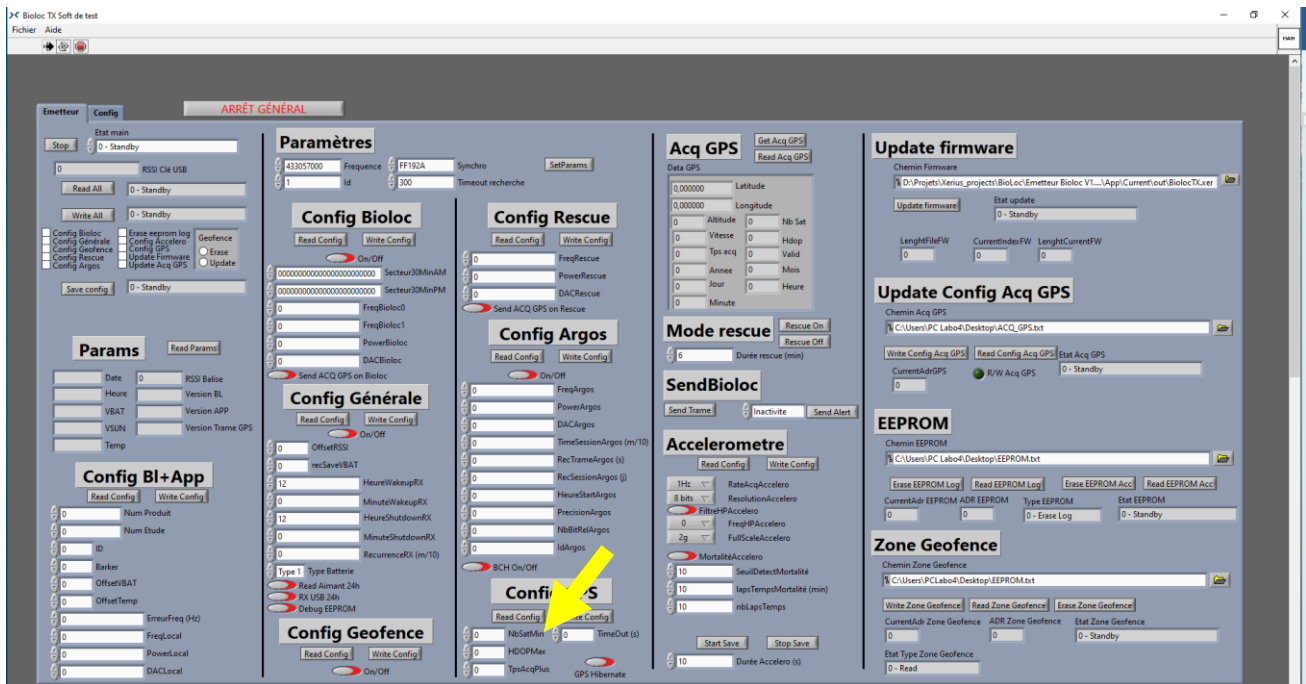 Bioloc TX Soft de test
Fichier Aide
Emetteur Config
ARRÊT GÉNÉRAL
Etat main
Stop 0 - Standby
0 RSSI Clé USB
Read All 0 - Standby
Write All 0 - Standby
Config Bioloc Erase eeprom log
Config Générale Config Accelero
Config Geofence Config GPS
Config Rescue Update Firmware
Config Argos Update Acq GPS
Geofence
Erase
Update
Save config 0 - Standby
Params Read Params
Date 0 RSSI Balise
Heure Version BL
VBAT Version APP
VSUN Version Trame GPS
Temp
Config Bl+App
Read Config Write Config
0 Num Produit
0 Num Etude
0 ID
0 Barker
0 OffsetVBAT
0 OffsetTemp
0 ErreurFreq (Hz)
0 FreqLocal
0 PowerLocal
0 DACLocal
Paramètres
433057000 Frequence FF192A Synchro SetParams
1 Id 300 Timeout recherche
Config Bioloc
Read Config Write Config
On/Off
000000000000000000000000 Secteur30MinAM
000000000000000000000000 Secteur30MinPM
0 FreqBioloc0
0 FreqBioloc1
0 PowerBioloc
0 DACBioloc
Send ACQ GPS on Bioloc
Config Générale
Read Config Write Config
On/Off
0 OffsetRSSI
0 recSaveVBAT
12 HeureWakeupRX
0 MinuteWakeupRX
12 HeureShutdownRX
0 MinuteShutdownRX
0 RecurrenceRX (m/10)
Type 1 Type Batterie
Read Aimant 24h
RX USB 24h
Debug EEPROM
Config Geofence
Read Config Write Config
On/Off
Config Rescue
Read Config Write Config
0 FreqRescue
0 PowerRescue
0 DACRescue
Send ACQ GPS on Rescue
Config Argos
Read Config Write Config
On/Off
0 FreqArgos
0 PowerArgos
0 DACArgos
0 TimeSessionArgos (m/10)
0 RecTrameArgos (s)
0 RecSessionArgos (j)
0 HeureStartArgos
0 PrecisionArgos
0 NbBitRelArgos
0 IdArgos
BCH On/Off
Read Config
0 NbSatMin 0 TimeOut (s)
0 HDOPMax
0 TpsAcqPlus GPS Hibernate
Acq GPS Get Acq GPS
Read Acq GPS
Data GPS
0,000000 Latitude
0,000000 Longitude
0 Altitude 0 Nb Sat
0 Vitesse 0 Hdop
0 Tps acq 0 Valid
0 Annee 0 Mois
0 Jour 0 Heure
0 Minute
Mode rescue Rescue On
Rescue Off
6 Durée rescue (min)
SendBioloc
Send Trame Inactivite Send Alert
Accelerometre
Read Config Write Config
1Hz RateAcqAccelero
8 bits ResolutionAccelero
FiltreHPAccelero
0 FreqHPAccelero
2g FullScaleAccelero
MortalitéAccelero
10 SeuilDetectMortalité
10 lapsTempsMortalité (min)
10 nbLapsTemps
Start Save Stop Save
10 Durée Accelero (s)
Update firmware
Chemin Firmware
D:\Projets\Xerius_projects\BioLoc\Emetteur Bioloc V1....\App\Current\out\BiolocTX.xer
Update firmware Etat update
0 - Standby
LenghtFileFW CurrentIndexFW LenghtCurrentFW
0 0 0
Update Config Acq GPS
Chemin Acq GPS
C:\Users\PC Labo4\Desktop\ACQ_GPS.txt
Write Config Acq GPS Read Config Acq GPS Etat Acq GPS
CurrentAdrGPS R/W Acq GPS 0 - Standby
0
EEPROM
Chemin EEPROM
C:\Users\PC Labo4\Desktop\EEPROM.txt
Erase EEPROM Log Read EEPROM Log Erase EEPROM Acc Read EEPROM Acc
CurrentAdr EEPROM ADR EEPROM Type EEPROM Etat EEPROM
0 0 0 - Erase Log 0 - Standby
Zone Geofence
Chemin Zone Geofence
C:\Users\PCLabo4\Desktop\EEPROM.txt
Write Zone Geofence Read Zone Geofence Erase Zone Geofence
CurrentAdr Zone Geofence ADR Zone Geofence Etat Zone Geofence
0 0 0 - Standby
Etat Type Zone Geofence
0 - Read